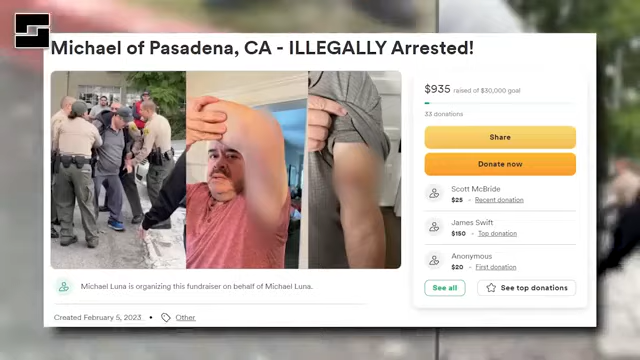 Michael of Pasadena, CA - ILLEGALLY Arrested!
$935 raised of $30,000 goal
33 donations
Share
Donate now
Scott McBride
$25 • Recent donation
James Swift
$150 • Top donation
Anonymous
$20 • First donation
See all
See top donations
Michael Luna is organizing this fundraiser on behalf of Michael Luna.
Created February 5, 2023 • Other